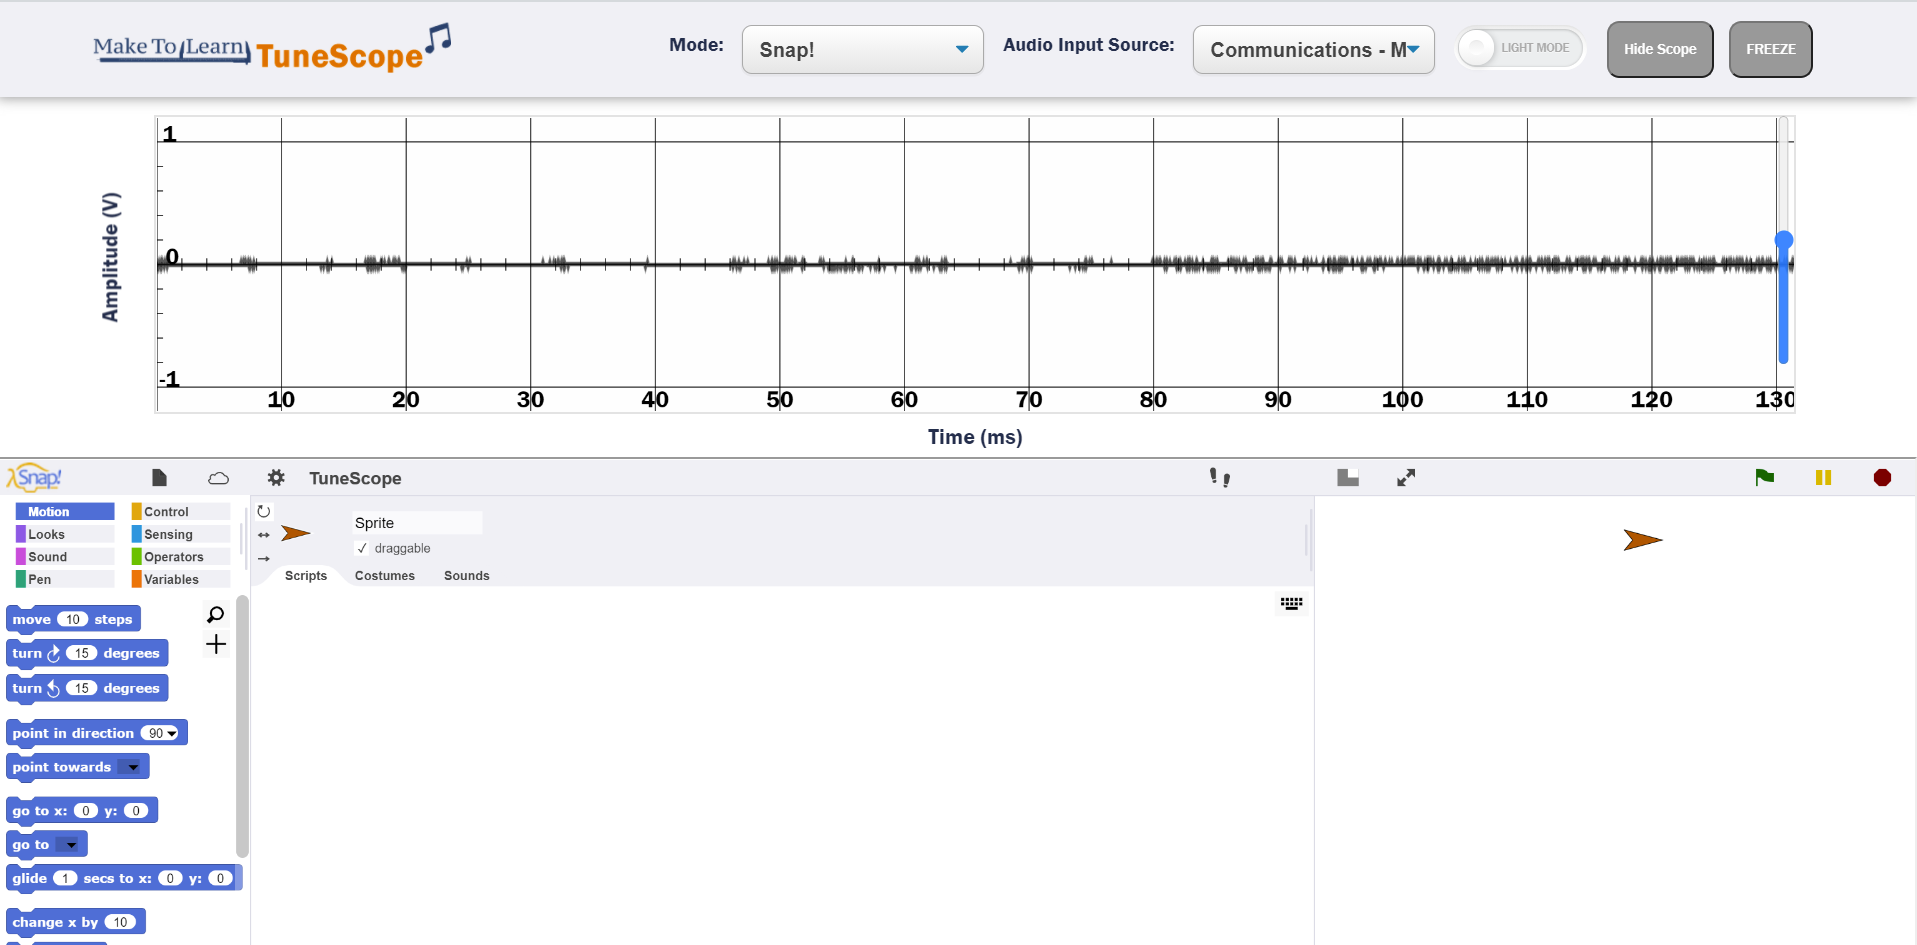 Make To Learn TuneScope
Mode: Snap! Audio Input Source: Communications - M LIGHT MODE Hide Scope FREEZE
Amplitude (V)
1
0
-1
10 20 30 40 50 60 70 80 90 100 110 120 130
Time (ms)
λSnap! TuneScope
Motion Control
Looks Sensing
Sound Operators
Pen Variables
Sprite
draggable
Scripts Costumes Sounds
move 10 steps
turn 15 degrees
turn 15 degrees
point in direction 90
point towards
go to x: 0 y: 0
go to
glide 1 secs to x: 0 y: 0
change x by 10